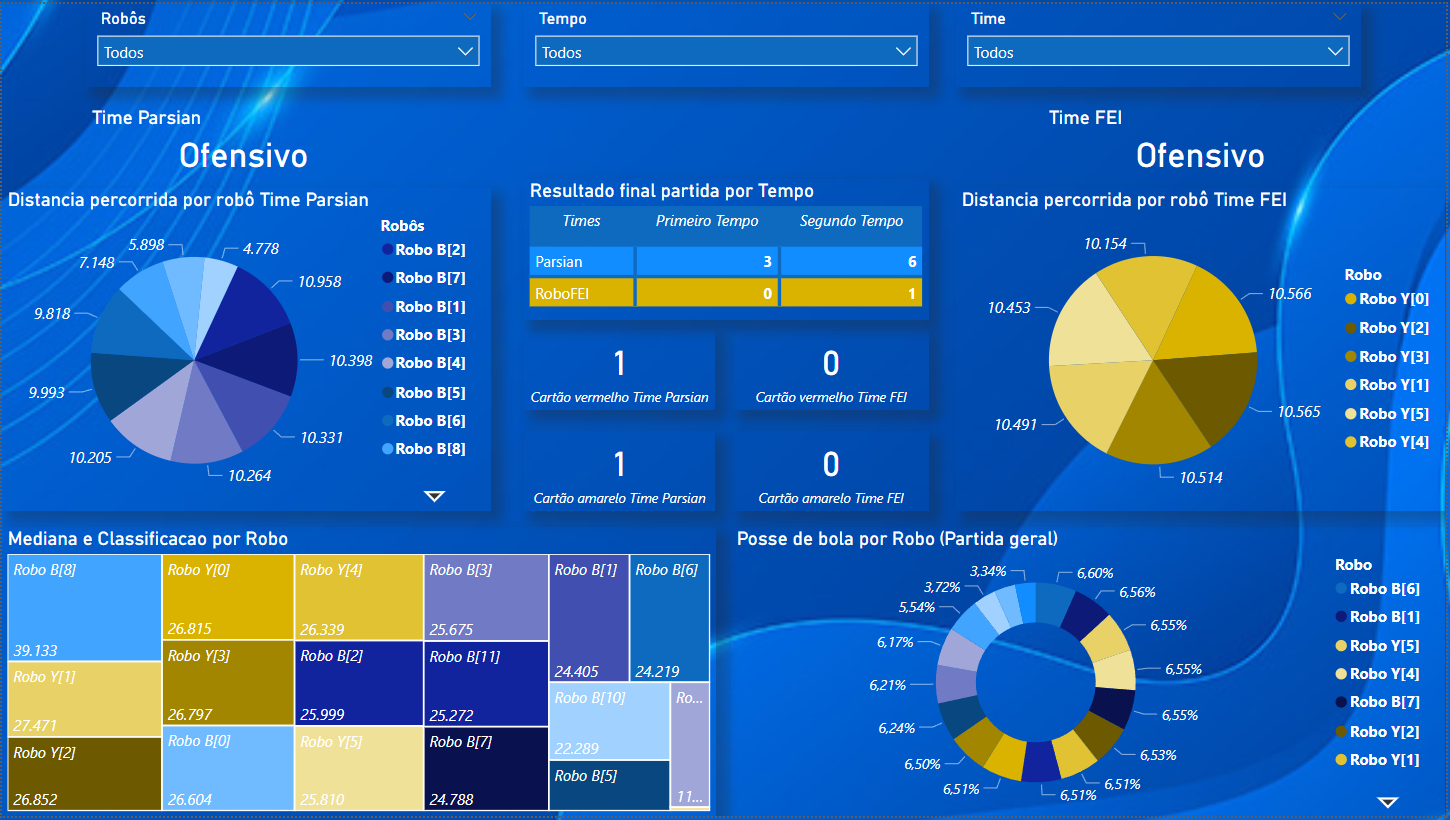 Robôs
Todos
Tempo
Todos
Time
Todos
Time Parsian
Ofensivo
Time FEI
Ofensivo
Distancia percorrida por robô Time Parsian
5.898
4.778
7.148
10.958
9.818
10.398
9.993
10.331
10.205
10.264
Robôs
Robo B[2]
Robo B[7]
Robo B[1]
Robo B[3]
Robo B[4]
Robo B[5]
Robo B[6]
Robo B[8]
Resultado final partida por Tempo
Times Primeiro Tempo Segundo Tempo
Parsian 3 6
RoboFEI 0 1
1
Cartão vermelho Time Parsian
0
Cartão vermelho Time FEI
1
Cartão amarelo Time Parsian
0
Cartão amarelo Time FEI
Distancia percorrida por robô Time FEI
10.154
10.566
10.453
10.565
10.491
10.514
Robo
Robo Y[0]
Robo Y[2]
Robo Y[3]
Robo Y[1]
Robo Y[5]
Robo Y[4]
Mediana e Classificacao por Robo
Robo B[8]
39.133
Robo Y[1]
27.471
Robo Y[2]
26.852
Robo Y[0]
26.815
Robo Y[3]
26.797
Robo B[0]
26.604
Robo Y[4]
26.339
Robo B[2]
25.999
Robo Y[5]
25.810
Robo B[3]
25.675
Robo B[11]
25.272
Robo B[7]
24.788
Robo B[1]
24.405
Robo B[6]
24.219
Robo B[10]
22.289
Robo B[5]
Ro...
11...
Posse de bola por Robo (Partida geral)
3,34%
6,60%
3,72%
6,56%
5,54%
6,55%
6,17%
6,55%
6,21%
6,55%
6,24%
6,53%
6,50%
6,51%
6,51%
6,51%
Robo
Robo B[6]
Robo B[1]
Robo Y[5]
Robo Y[4]
Robo B[7]
Robo Y[2]
Robo Y[1]